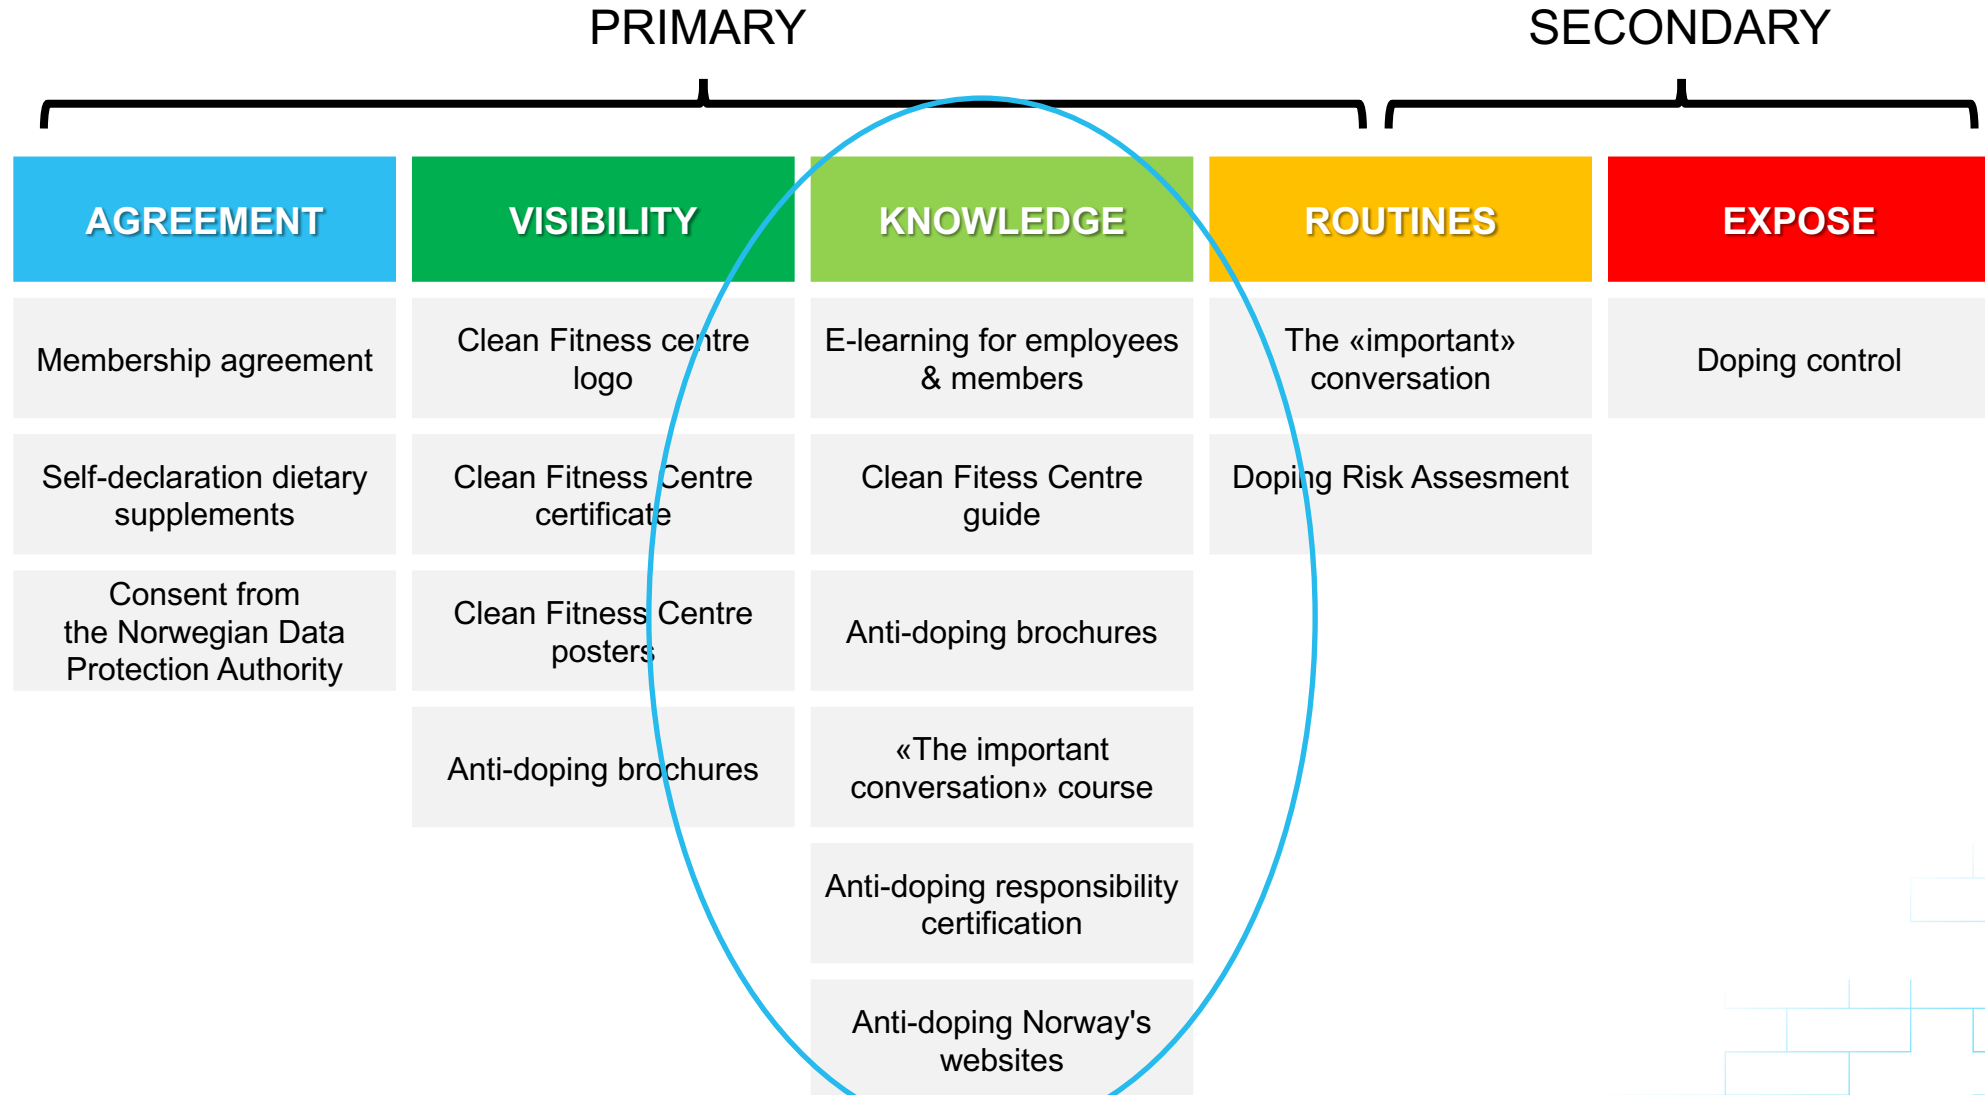 PRIMARY
SECONDARY
AGREEMENT
VISIBILITY
KNOWLEDGE
ROUTINES
EXPOSE
Membership agreement
Clean Fitness centre
logo
E-learning for employees
& members
The «important»
conversation
Doping control
Self-declaration dietary
supplements
Clean Fitness Centre
certificate
Clean Fitess Centre
guide
Doping Risk Assesment
Consent from
the Norwegian Data
Protection Authority
Clean Fitness Centre
posters
Anti-doping brochures
Anti-doping brochures
«The important
conversation» course
Anti-doping responsibility
certification
Anti-doping Norway's
websites